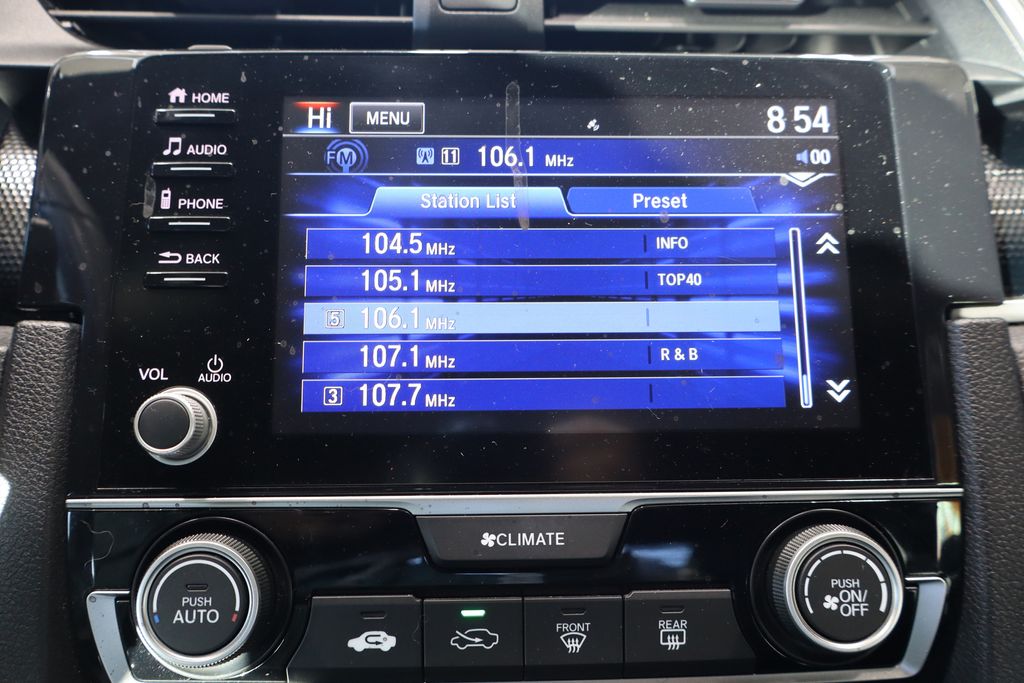 HOME
AUDIO
PHONE
BACK
VOL
AUDIO
Hi MENU 8 54
FM 11 106.1 MHz 00
Station List Preset
104.5 MHz INFO
105.1 MHz TOP40
5 106.1 MHz
107.1 MHz R & B
3 107.7 MHz
CLIMATE
PUSH
AUTO
FRONT
REAR
PUSH
ON/
OFF